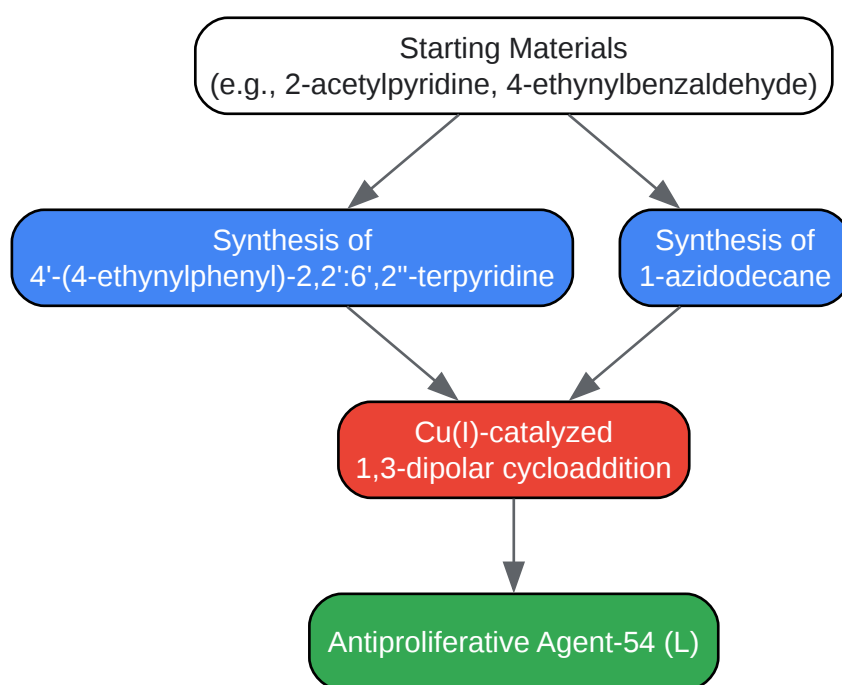 Starting Materials
(e.g., 2-acetylpyridine, 4-ethynylbenzaldehyde)
Synthesis of
4'-(4-ethynylphenyl)-2,2':6',2''-terpyridine
Synthesis of
1-azidodecane
Cu(I)-catalyzed
1,3-dipolar cycloaddition
Antiproliferative Agent-54 (L)